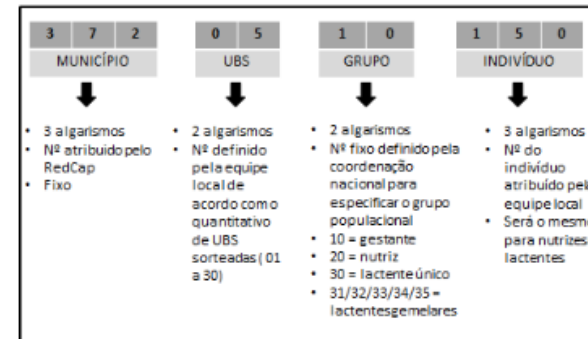 3 7 2
MUNICÍPIO
• 3 algarismos
• Nº atribuido pelo
RedCap
• Fixo
0 5
UBS
• 2 algarismos
• Nº definido
pela equipe
local de
acordo com o
quantitativo
de UBS
sorteadas ( 01
a 30)
1 0
GRUPO
• 2 algarismos
• Nº fixo definido pela
coordenação
nacional para
especificar o grupo
populacional
• 10 = gestante
• 20 = nutriz
• 30 = lactente único
• 31/32/33/34/35 =
lactentesgemelares
1 5 0
INDIVÍDUO
• 3 algarismos
• Nº do
indivíduo
atribuído pel
equipe local
• Será o mesmo
para nutrizes
lactentes